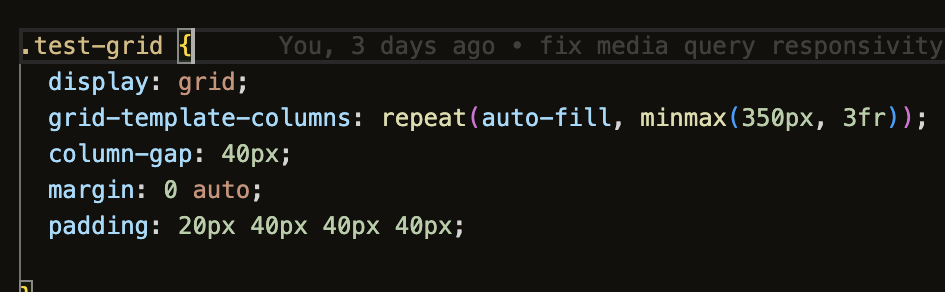 .test-grid {     You, 3 days ago • fix media query responsivity
display: grid;
grid-template-columns: repeat(auto-fill, minmax(350px, 3fr));
column-gap: 40px;
margin: 0 auto;
padding: 20px 40px 40px 40px;
}